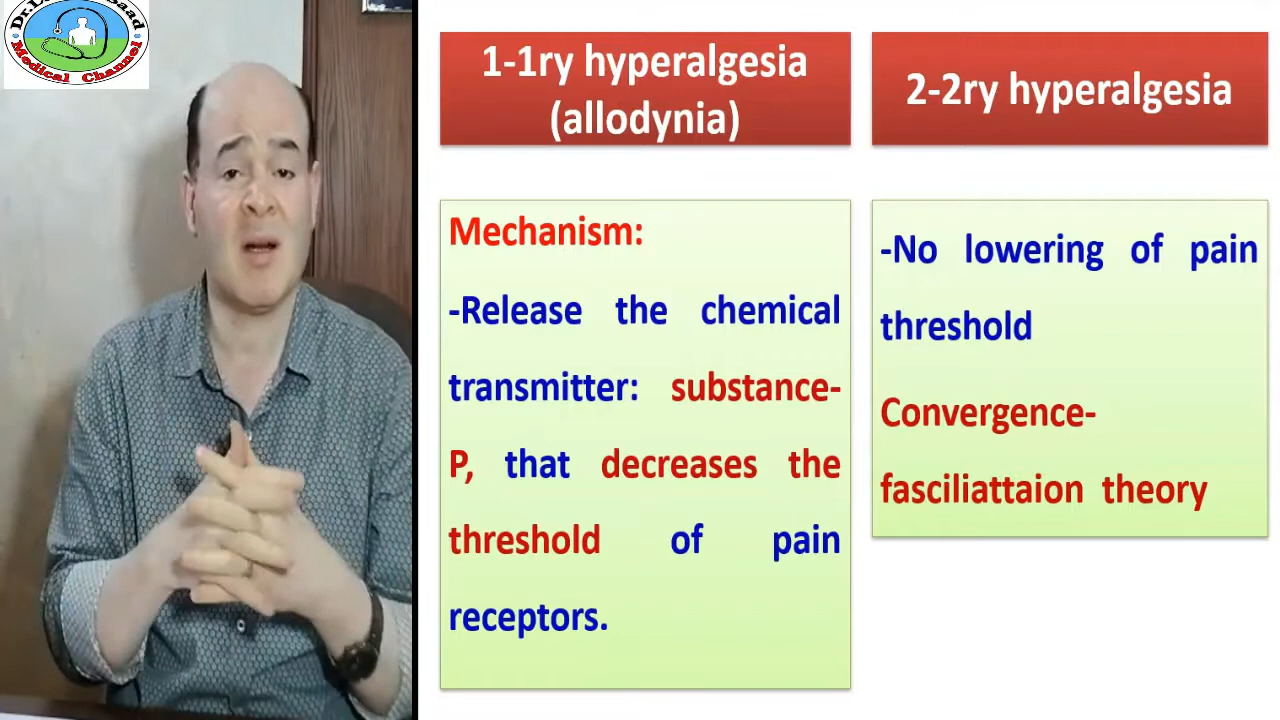 Saad
Medical Channel
1-1ry hyperalgesia
(allodynia)
2-2ry hyperalgesia
Mechanism:
-Release the chemical
transmitter: substance-
P, that decreases the
threshold of pain
receptors.
-No lowering of pain
threshold
Convergence-
fasciliattaion theory